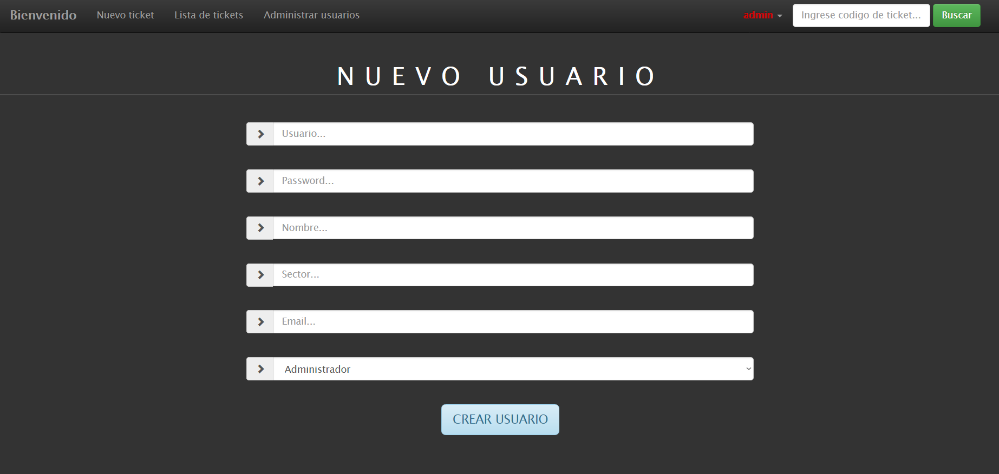 Bienvenido Nuevo ticket Lista de tickets Administrar usuarios admin Ingrese codigo de ticket... Buscar
NUEVO USUARIO
Usuario...
Password...
Nombre...
Sector...
Email...
Administrador
CREAR USUARIO